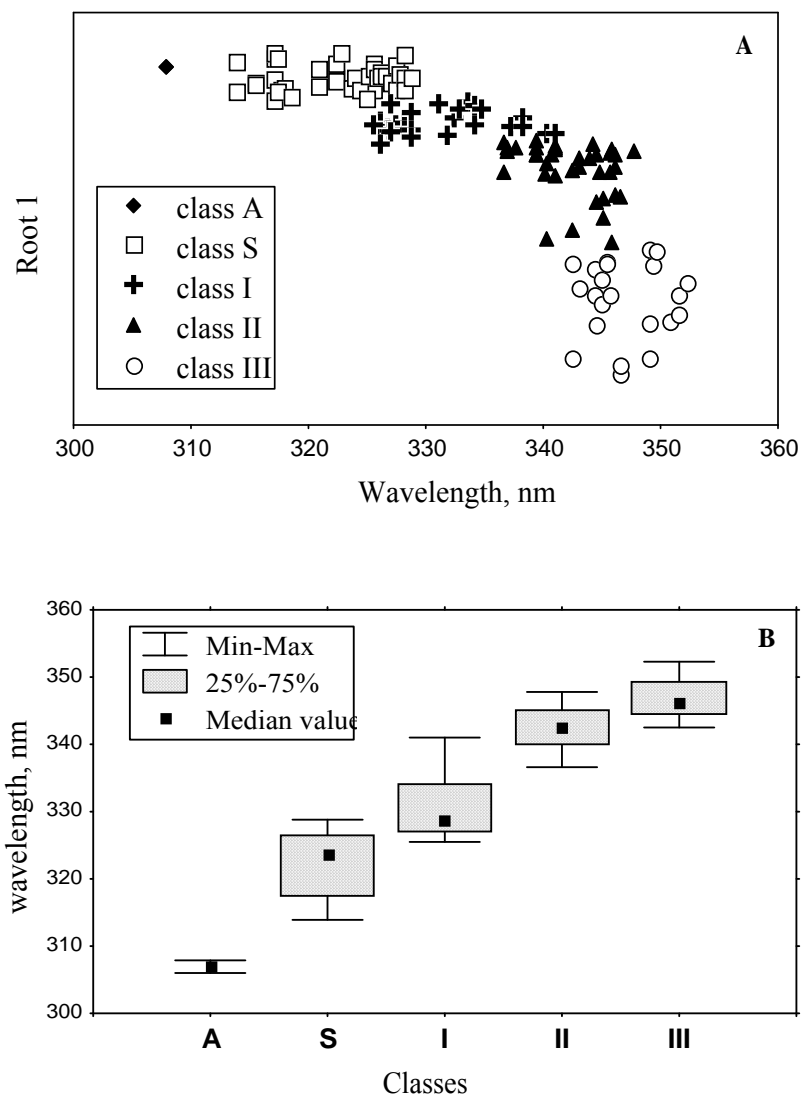 A
Root 1
class A
class S
class I
class II
class III
300 310 320 330 340 350 360
Wavelength, nm
B
360
350
340
330
320
310
300
wavelength, nm
Min-Max
25%-75%
Median value
A S I II III
Classes